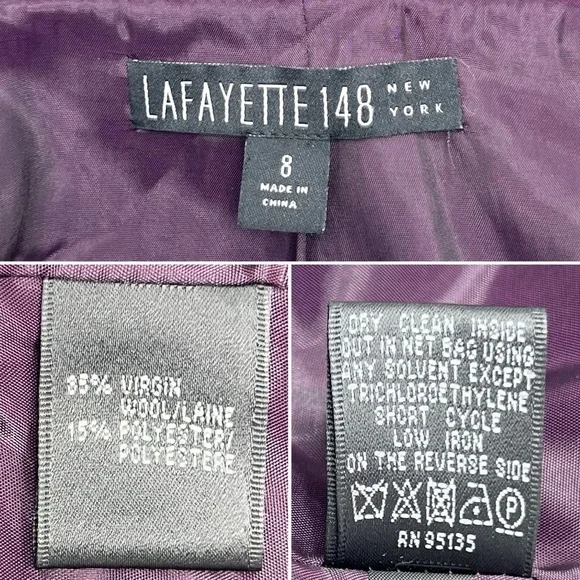 LAFAYETTE 148 NEW YORK
8
MADE IN
CHINA
85% VIRGIN
WOOL/LAINE
15% POLYESTER/
POLYESTERE
DRY CLEAN INSIDE
OUT IN NET BAG USING
ANY SOLVENT EXCEPT
TRICHLOROETHYLENE
SHORT CYCLE
LOW IRON
ON THE REVERSE SIDE
P
RN 95135